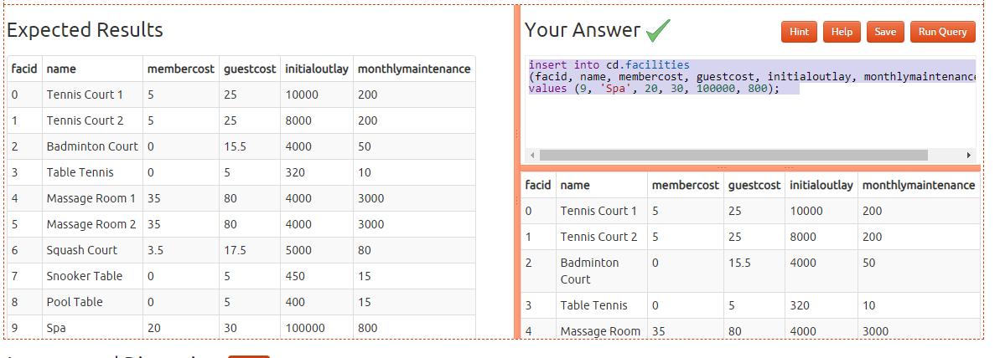 Expected Results
facid name membercost guestcost initialoutlay monthlymaintenance
0 Tennis Court 1 5 25 10000 200
1 Tennis Court 2 5 25 8000 200
2 Badminton Court 0 15.5 4000 50
3 Table Tennis 0 5 320 10
4 Massage Room 1 35 80 4000 3000
5 Massage Room 2 35 80 4000 3000
6 Squash Court 3.5 17.5 5000 80
7 Snooker Table 0 5 450 15
8 Pool Table 0 5 400 15
9 Spa 20 30 100000 800
Your Answer
Hint Help Save Run Query
insert into cd.facilities
(facid, name, membercost, guestcost, initialoutlay, monthlymaintenanc
values (9, 'Spa', 20, 30, 100000, 800);
facid name membercost guestcost initialoutlay monthlymaintenance
0 Tennis Court 1 5 25 10000 200
1 Tennis Court 2 5 25 8000 200
2 Badminton 0 15.5 4000 50
Court
3 Table Tennis 0 5 320 10
4 Massage Room 35 80 4000 3000